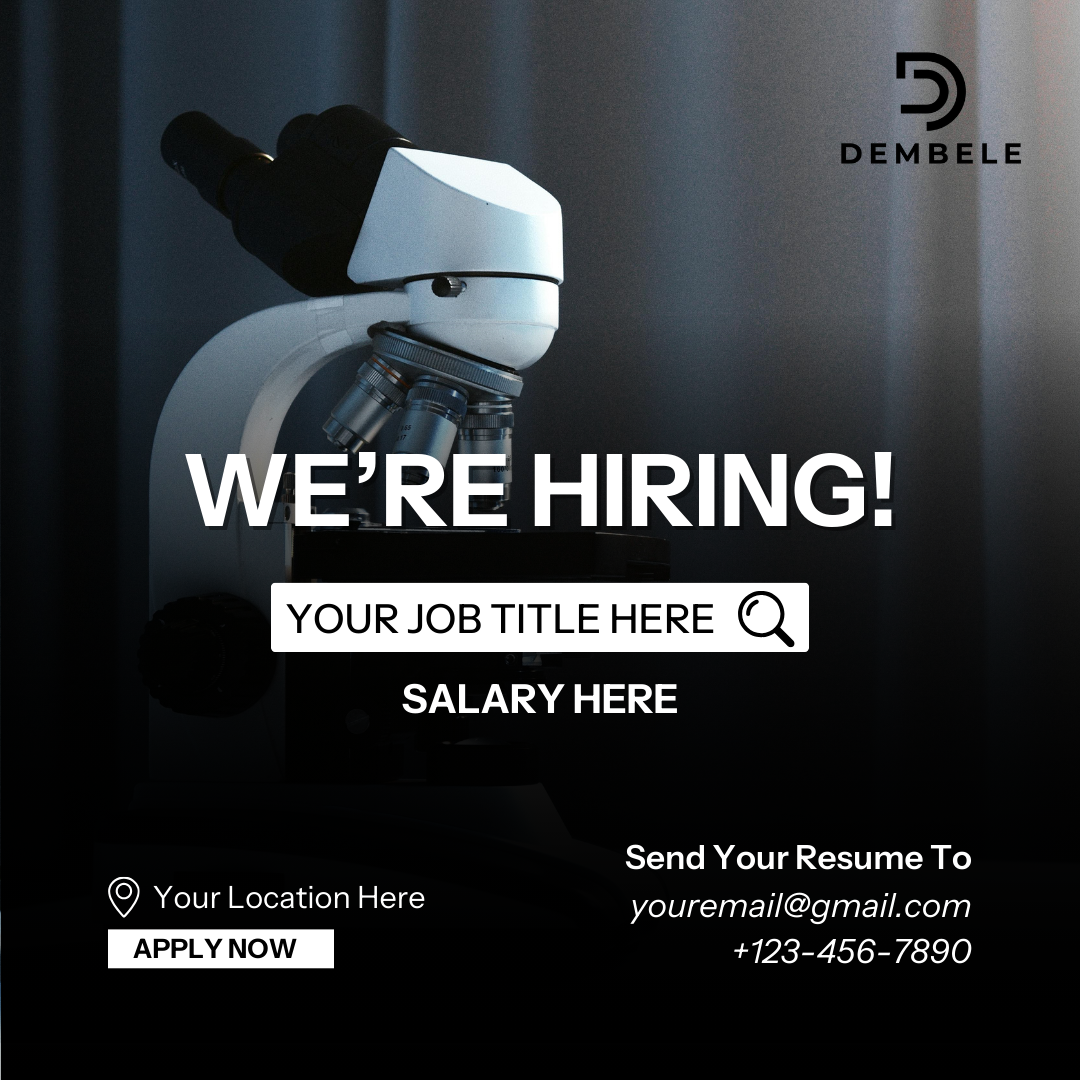 DEMBELE
WE’RE HIRING!
YOUR JOB TITLE HERE
SALARY HERE
Your Location Here
APPLY NOW
Send Your Resume To
youremail@gmail.com
+123-456-7890